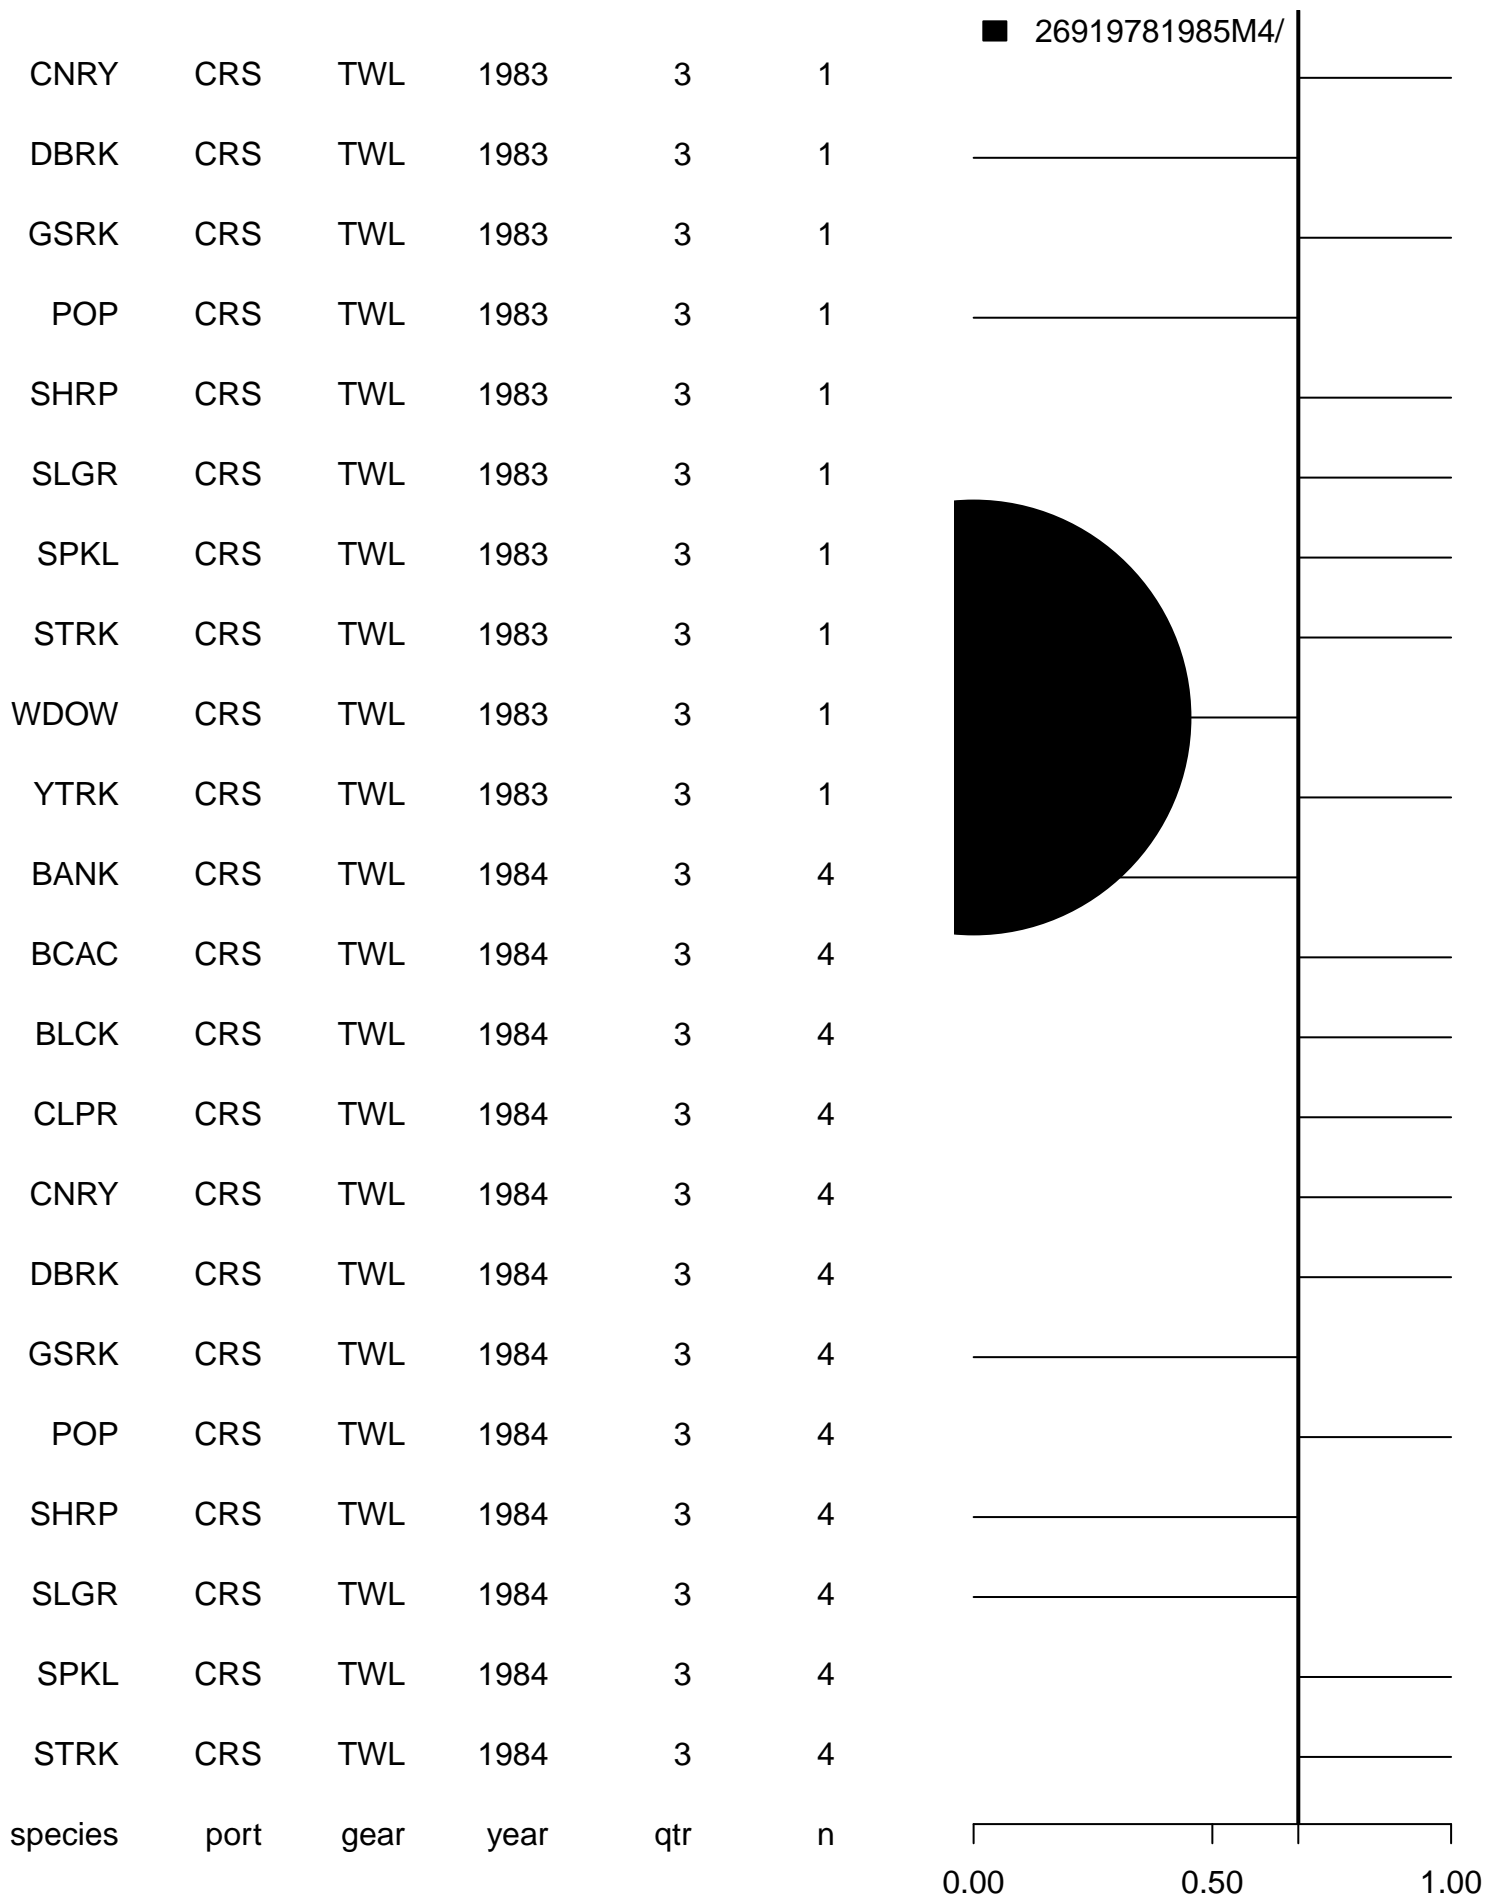 26919781985M4/
CNRY CRS TWL 1983 3 1
DBRK CRS TWL 1983 3 1
GSRK CRS TWL 1983 3 1
POP CRS TWL 1983 3 1
SHRP CRS TWL 1983 3 1
SLGR CRS TWL 1983 3 1
SPKL CRS TWL 1983 3 1
STRK CRS TWL 1983 3 1
WDOW CRS TWL 1983 3 1
YTRK CRS TWL 1983 3 1
BANK CRS TWL 1984 3 4
BCAC CRS TWL 1984 3 4
BLCK CRS TWL 1984 3 4
CLPR CRS TWL 1984 3 4
CNRY CRS TWL 1984 3 4
DBRK CRS TWL 1984 3 4
GSRK CRS TWL 1984 3 4
POP CRS TWL 1984 3 4
SHRP CRS TWL 1984 3 4
SLGR CRS TWL 1984 3 4
SPKL CRS TWL 1984 3 4
STRK CRS TWL 1984 3 4
species port gear year qtr n
0.00 0.50 1.00